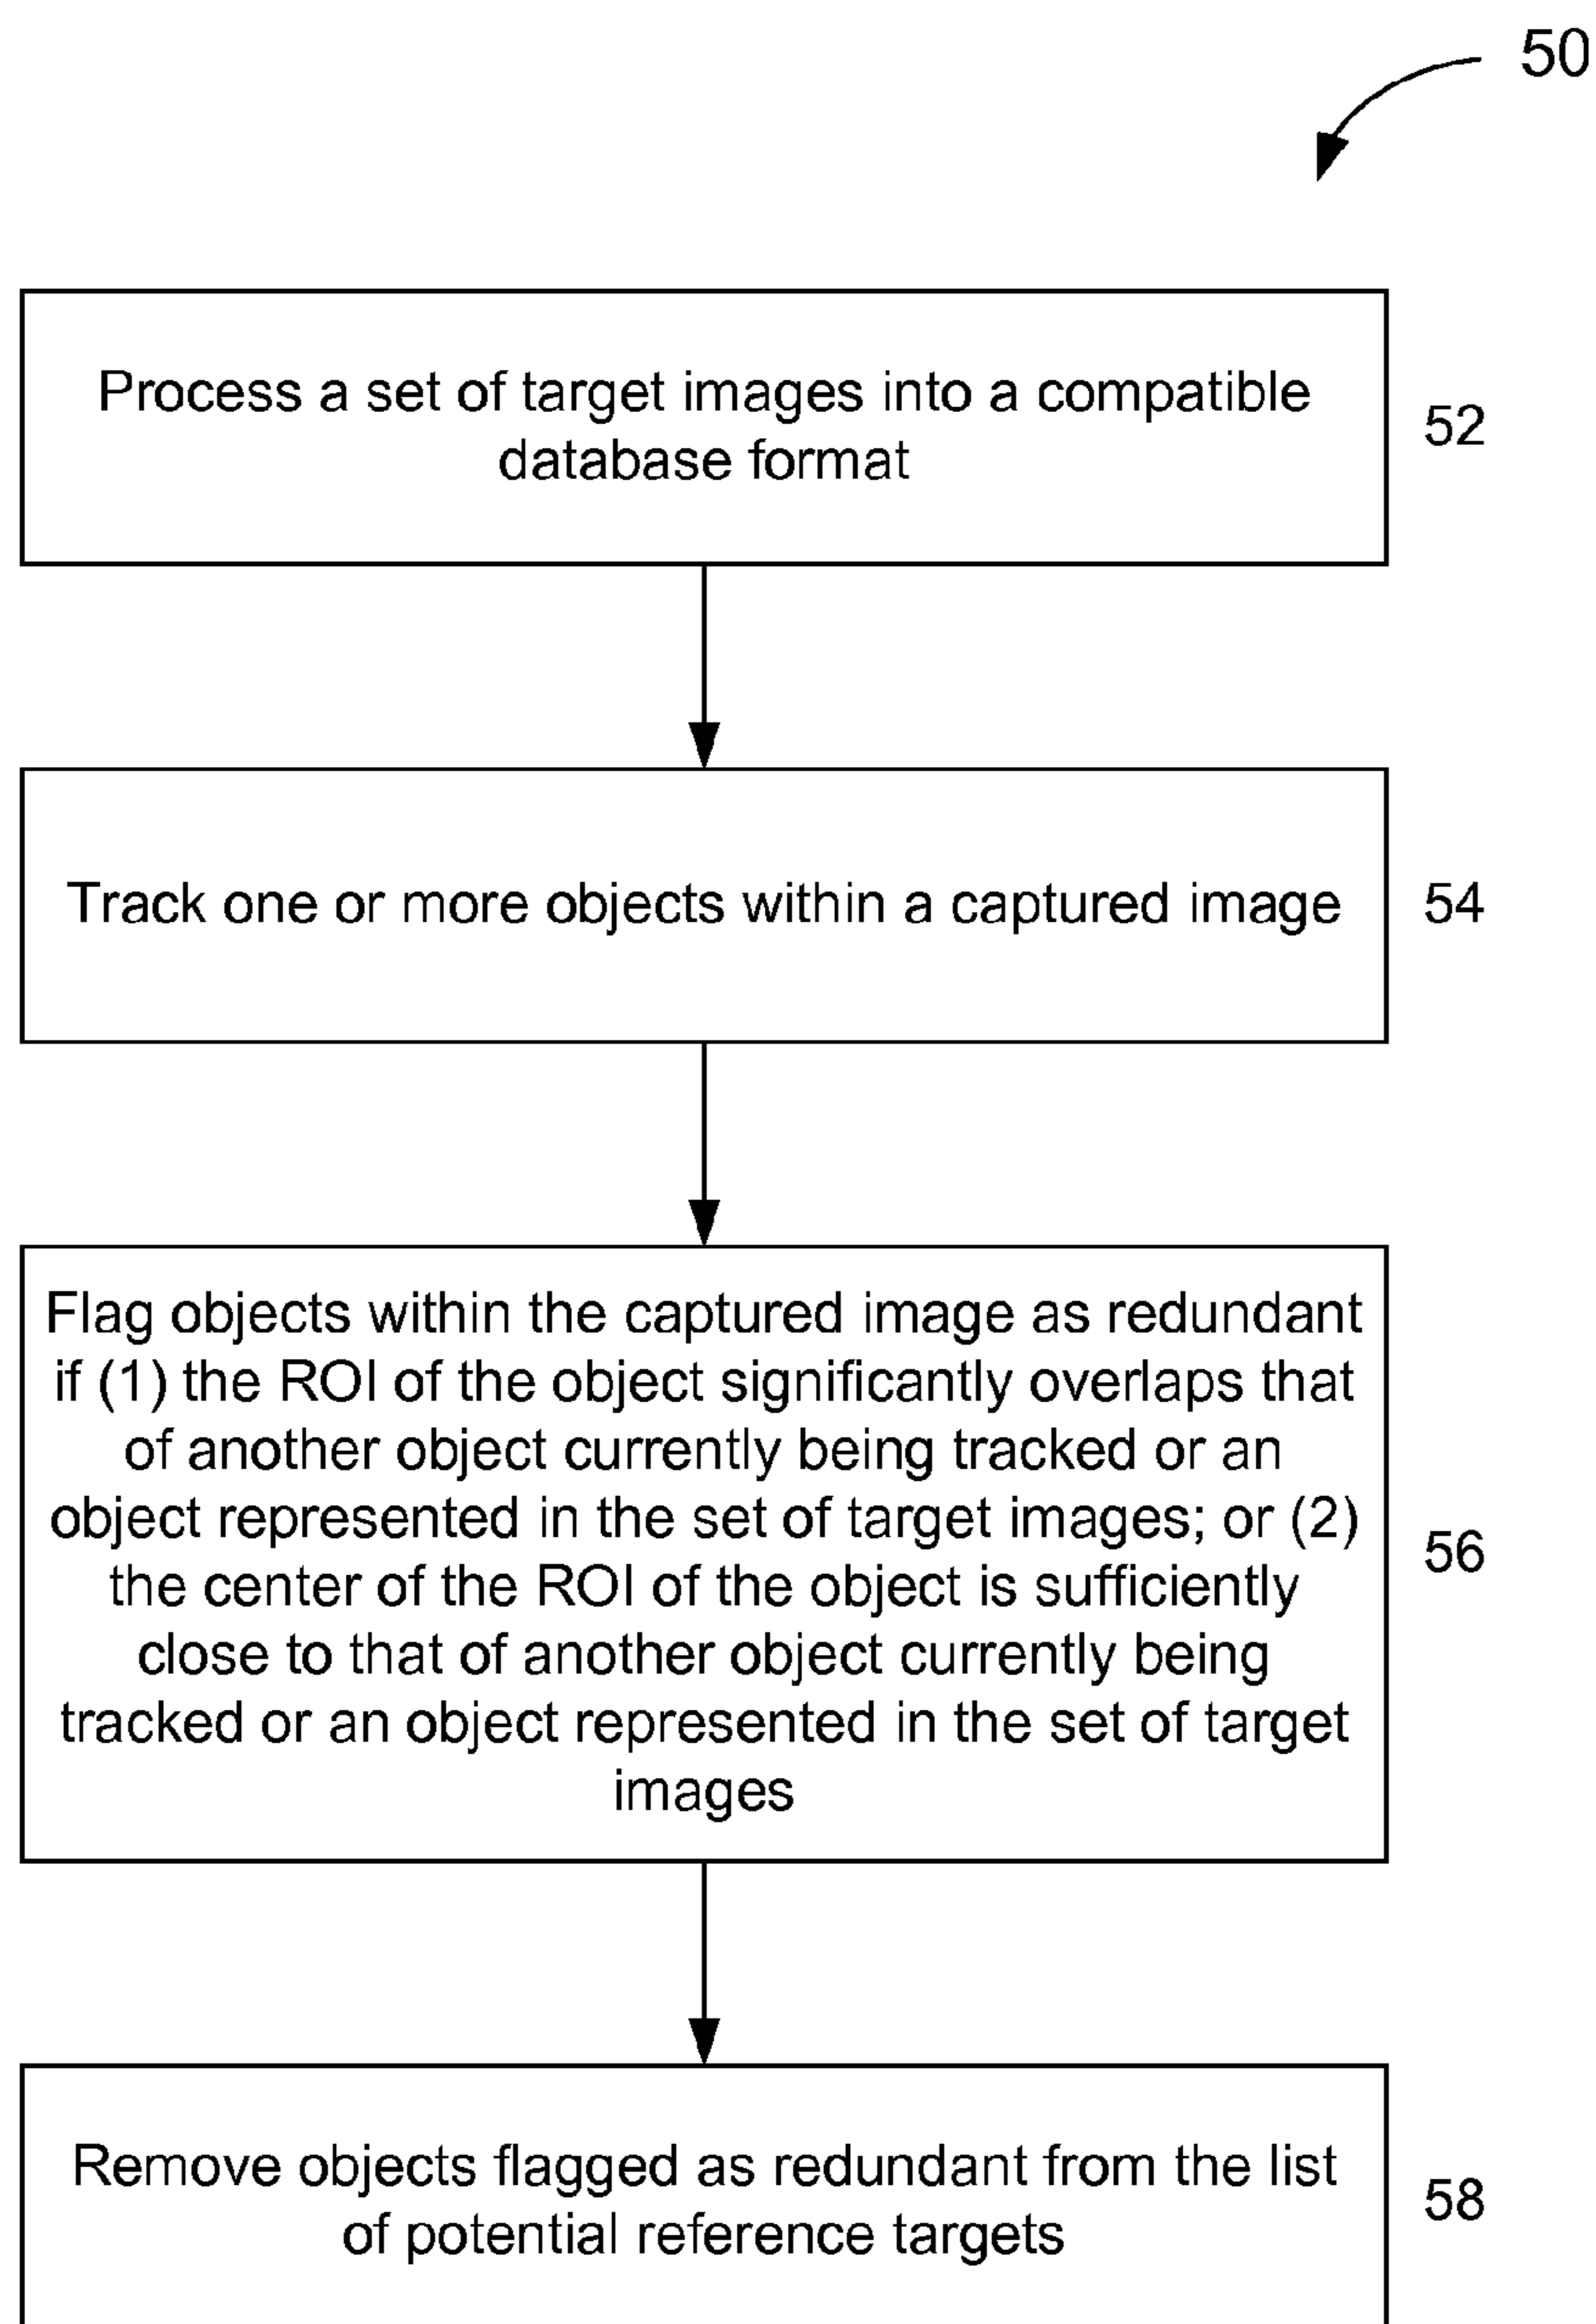 50
Process a set of target images into a compatible
database format
52
Track one or more objects within a captured image
54
Flag objects within the captured image as redundant
if (1) the ROI of the object significantly overlaps that
of another object currently being tracked or an
object represented in the set of target images; or (2)
the center of the ROI of the object is sufficiently
close to that of another object currently being
tracked or an object represented in the set of target
images
56
Remove objects flagged as redundant from the list
of potential reference targets
58